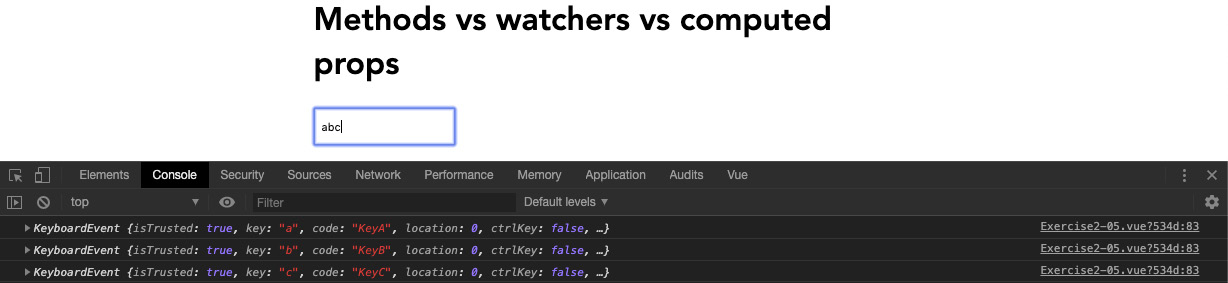 Methods vs watchers vs computed
props
abc
Elements Console Security Sources Network Performance Memory Application Audits Vue
top Filter Default levels
KeyboardEvent {isTrusted: true, key: "a", code: "KeyA", location: 0, ctrlKey: false, …} Exercise2-05.vue?534d:83
KeyboardEvent {isTrusted: true, key: "b", code: "KeyB", location: 0, ctrlKey: false, …} Exercise2-05.vue?534d:83
KeyboardEvent {isTrusted: true, key: "c", code: "KeyC", location: 0, ctrlKey: false, …} Exercise2-05.vue?534d:83